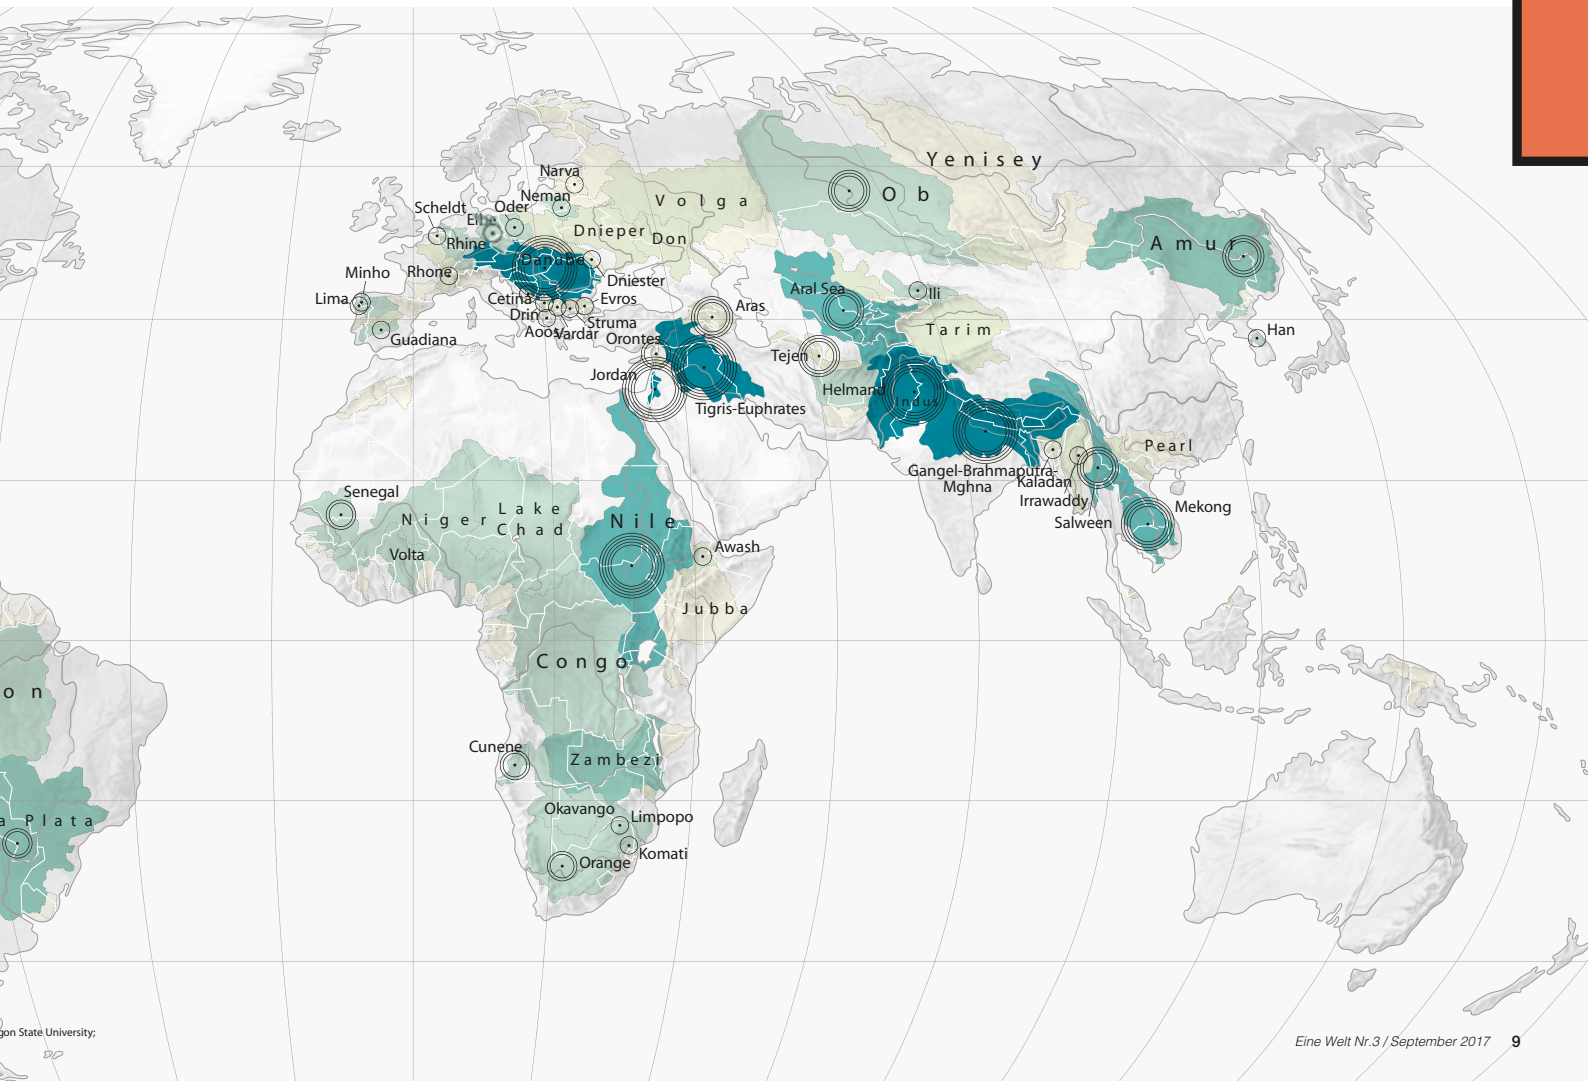 Yenisey
Narva
Ob
Neman
Volga
Scheldt
Oder
Elbe
Dnieper
Don
Rhine
Amur
Danube
Minho
Rhone
Dniester
Lima
Cetina
Evros
Aras
Aral Sea
Ili
Drin
Struma
Tarim
Han
Guadiana
Aoos
Vardar
Orontes
Tejen
Jordan
Helmand
Indus
Tigris-Euphrates
Pearl
Gangel-Brahmaputra-
Mghna
Kaladan
Irrawaddy
Senegal
Niger
Lake
Chad
Nile
Salween
Mekong
Volta
Awash
Jubba
Congo
on
Cunene
Zambezi
Okavango
Limpopo
a Plata
Komati
Orange
gon State University;
Eine Welt Nr.3 / September 2017 9